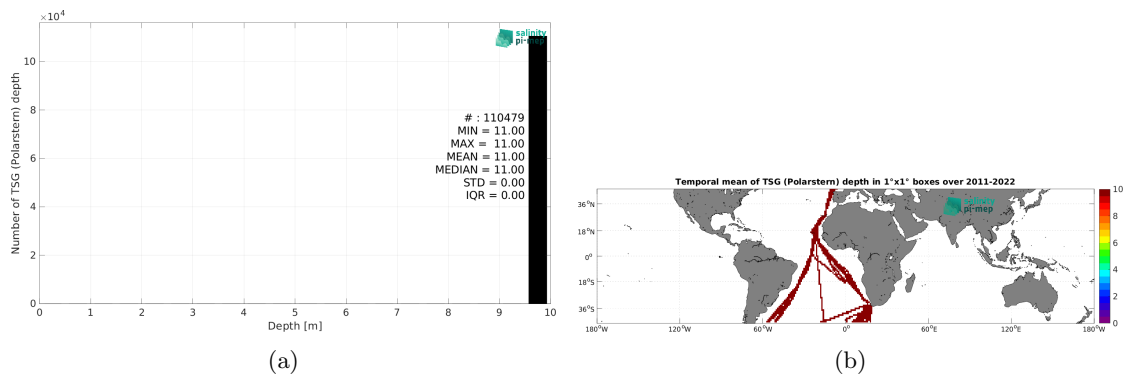 ×10⁴
salinity
pi-mep
10
8
6
4
2
0
Number of TSG (Polarstern) depth
# : 110479
MIN = 11.00
MAX = 11.00
MEAN = 11.00
MEDIAN = 11.00
STD = 0.00
IQR = 0.00
0 1 2 3 4 5 6 7 8 9 10
Depth [m]
(a)
Temporal mean of TSG (Polarstern) depth in 1°x1° boxes over 2011-2022
salinity
pi-mep
36°N
18°N
0°
18°S
36°S
180°W 120°W 60°W 0° 60°E 120°E 180°W
10
8
6
4
2
0
(b)